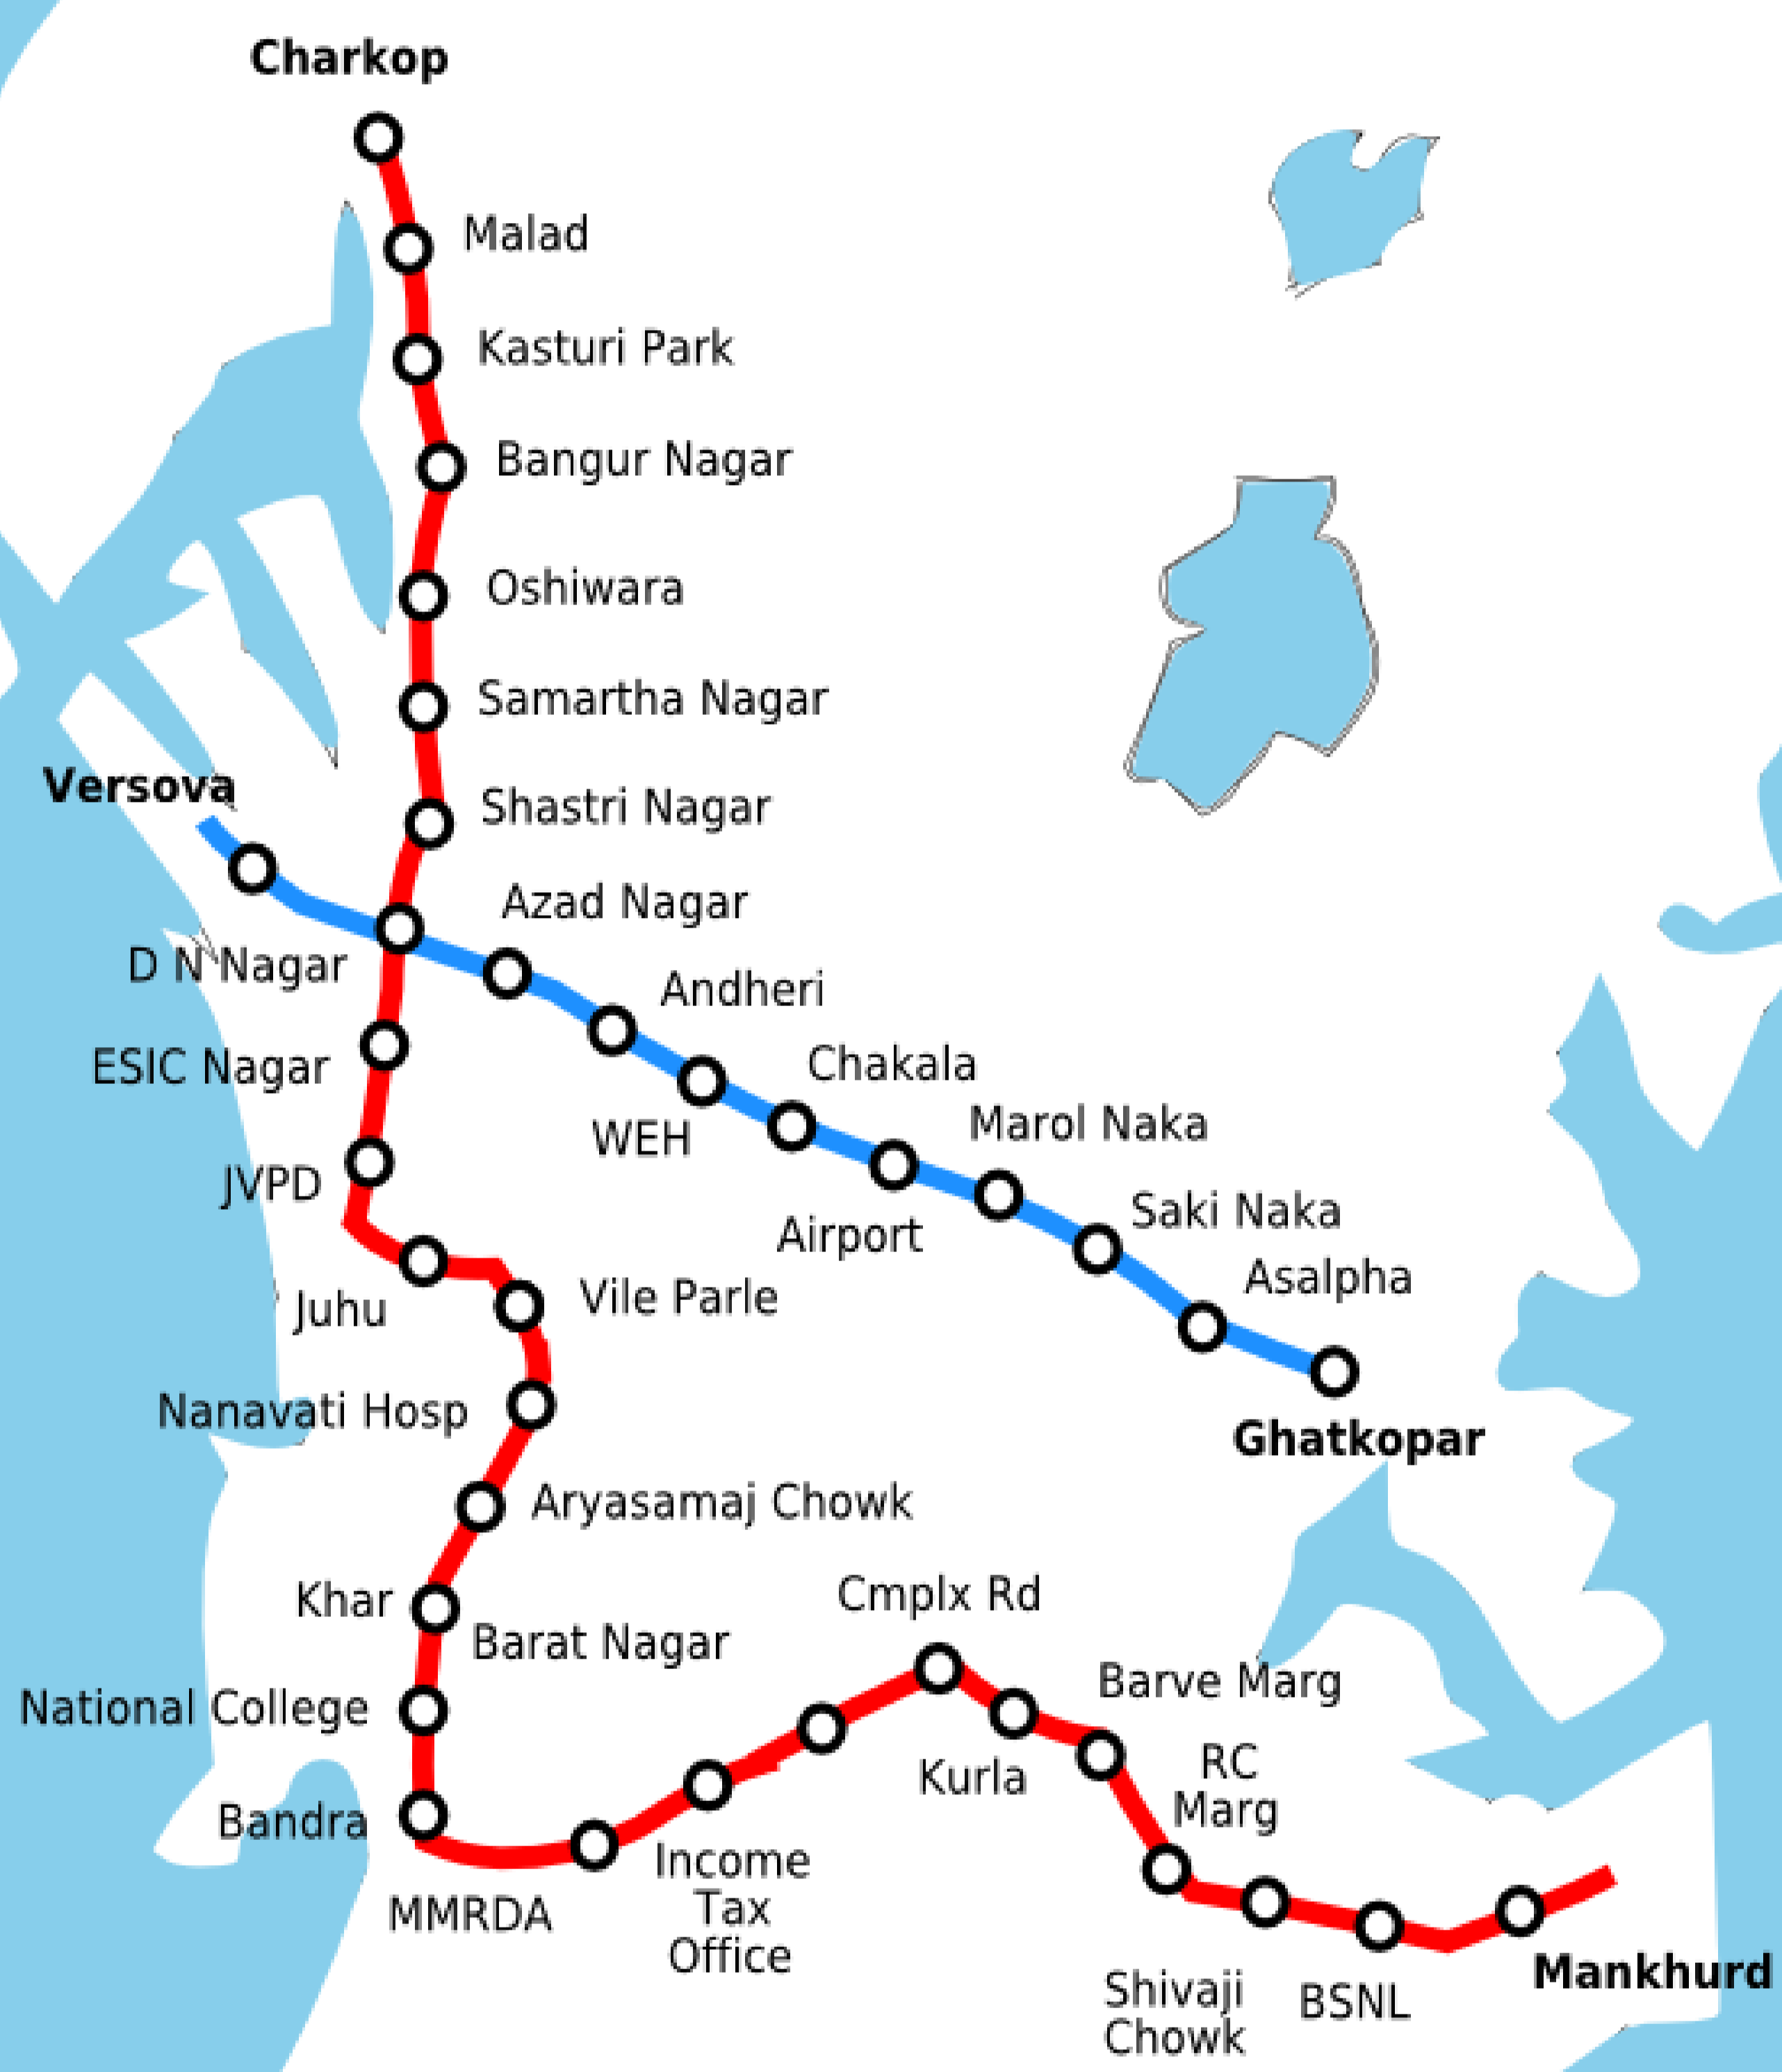 Charkop
Malad
Kasturi Park
Bangur Nagar
Oshiwara
Samartha Nagar
Versova
Shastri Nagar
Azad Nagar
D N Nagar
Andheri
ESIC Nagar
Chakala
WEH
Marol Naka
JVPD
Saki Naka
Airport
Asalpha
Juhu
Vile Parle
Nanavati Hosp
Ghatkopar
Aryasamaj Chowk
Khar
Cmplx Rd
Barat Nagar
National College
Barve Marg
Kurla
RC
Marg
Bandra
Income
Tax
Office
MMRDA
Mankhurd
Shivaji
Chowk
BSNL